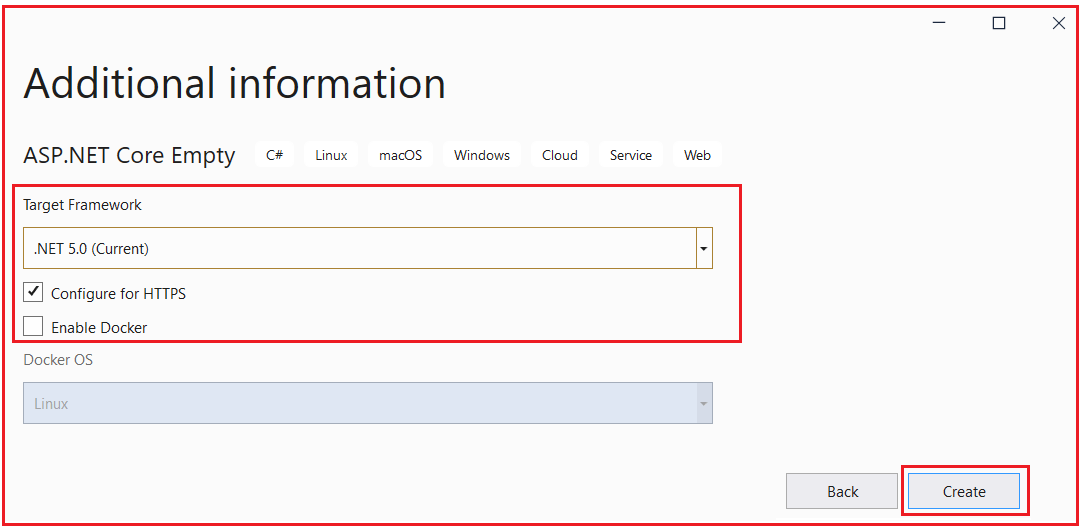 Additional information
ASP.NET Core Empty C# Linux macOS Windows Cloud Service Web
Target Framework
.NET 5.0 (Current)
Configure for HTTPS
Enable Docker
Docker OS
Linux
Back Create